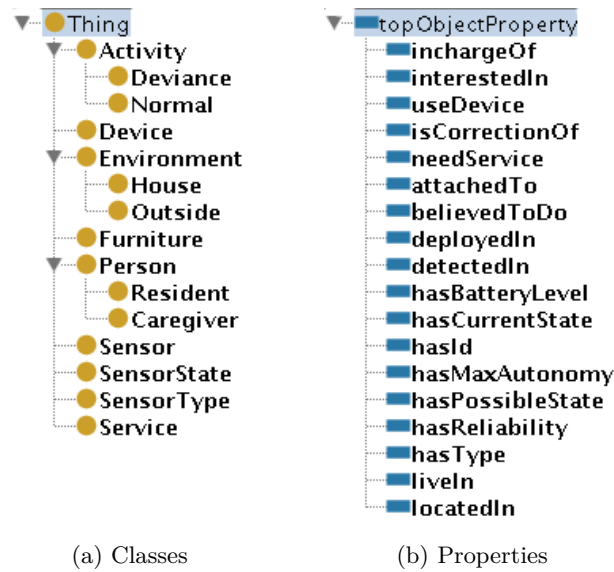 Thing
Activity
Deviance
Normal
Device
Environment
House
Outside
Furniture
Person
Resident
Caregiver
Sensor
SensorState
SensorType
Service
(a) Classes
topObjectProperty
inchargeOf
interestedIn
useDevice
isCorrectionOf
needService
attachedTo
believedToDo
deployedIn
detectedIn
hasBatteryLevel
hasCurrentState
hasId
hasMaxAutonomy
hasPossibleState
hasReliability
hasType
liveIn
locatedIn
(b) Properties